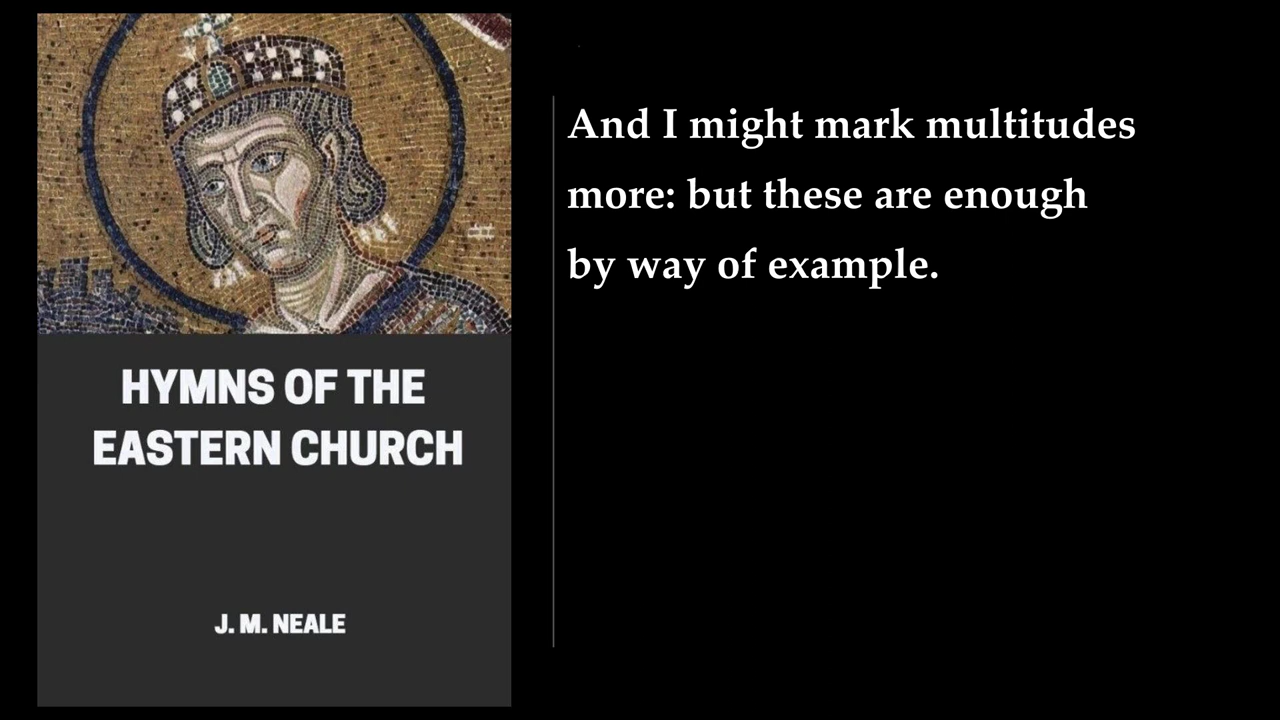 HYMNS OF THE
EASTERN CHURCH
J. M. NEALE
And I might mark multitudes
more: but these are enough
by way of example.